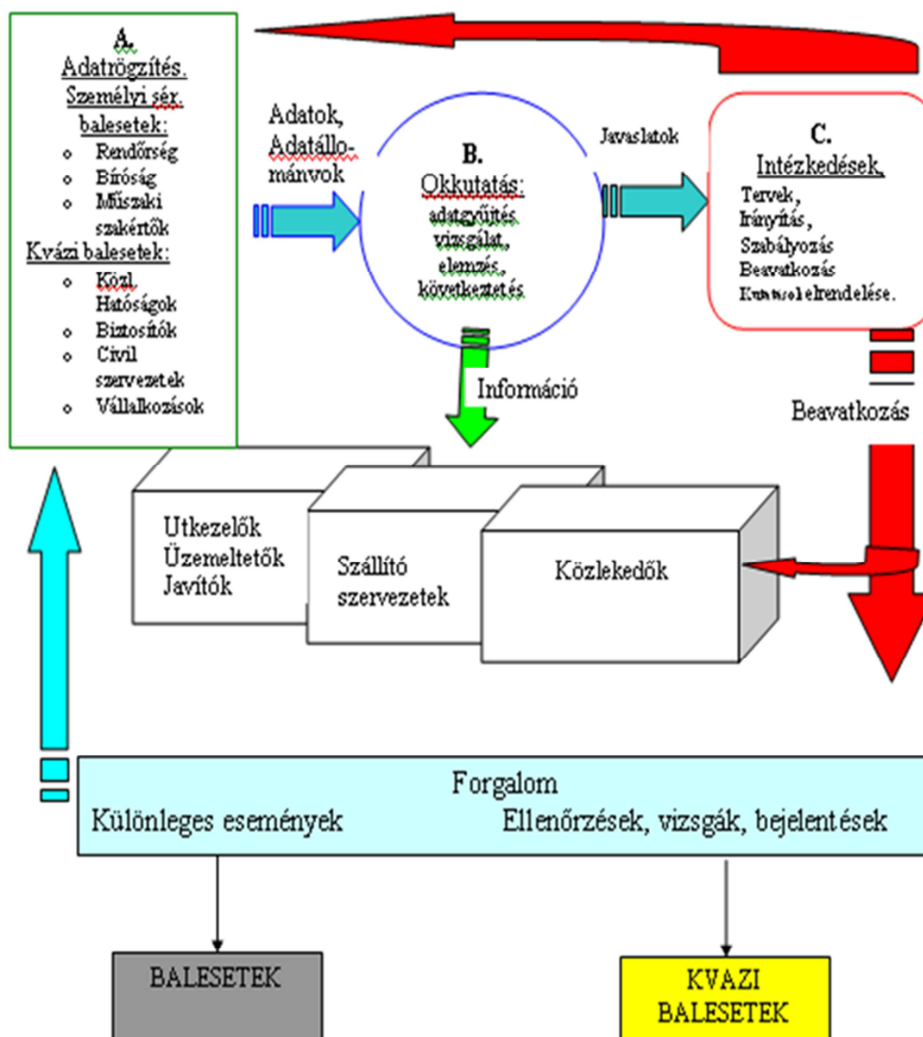 A.
Adatrögzítés.
Személyi sér.
balesetek:
Rendőrség
Bíróság
Műszaki
szakértők
Kvázi balesetek:
Közl.
Hatóságok
Biztosítók
Civil
szervezetek
Vállalkozások
Adatok,
Adatállo-
mányok
B.
Okkutatás:
adatgyűjtés
vizsgálat,
elemzés,
következtetés
Javaslatok
C.
Intézkedések,
Tervek,
Irányítás,
Szabályozás
Beavatkozás
elrendelése.
Információ
Beavatkozás
Utkezelők
Üzemeltetők
Javítók
Szállító
szervezetek
Közlekedők
Forgalom
Különleges események
Ellenőrzések, vizsgák, bejelentések
BALESETEK
KVAZI
BALESETEK